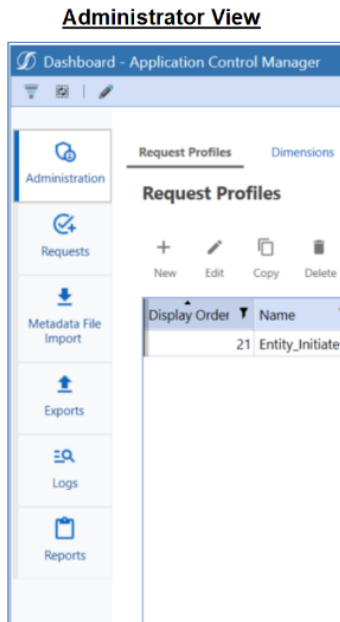 Administrator View
Dashboard - Application Control Manager
Administration
Requests
Metadata File
Import
Exports
Logs
Reports
Request Profiles Dimensions
Request Profiles
New Edit Copy Delete
Display Order Name
21 Entity_Initiate